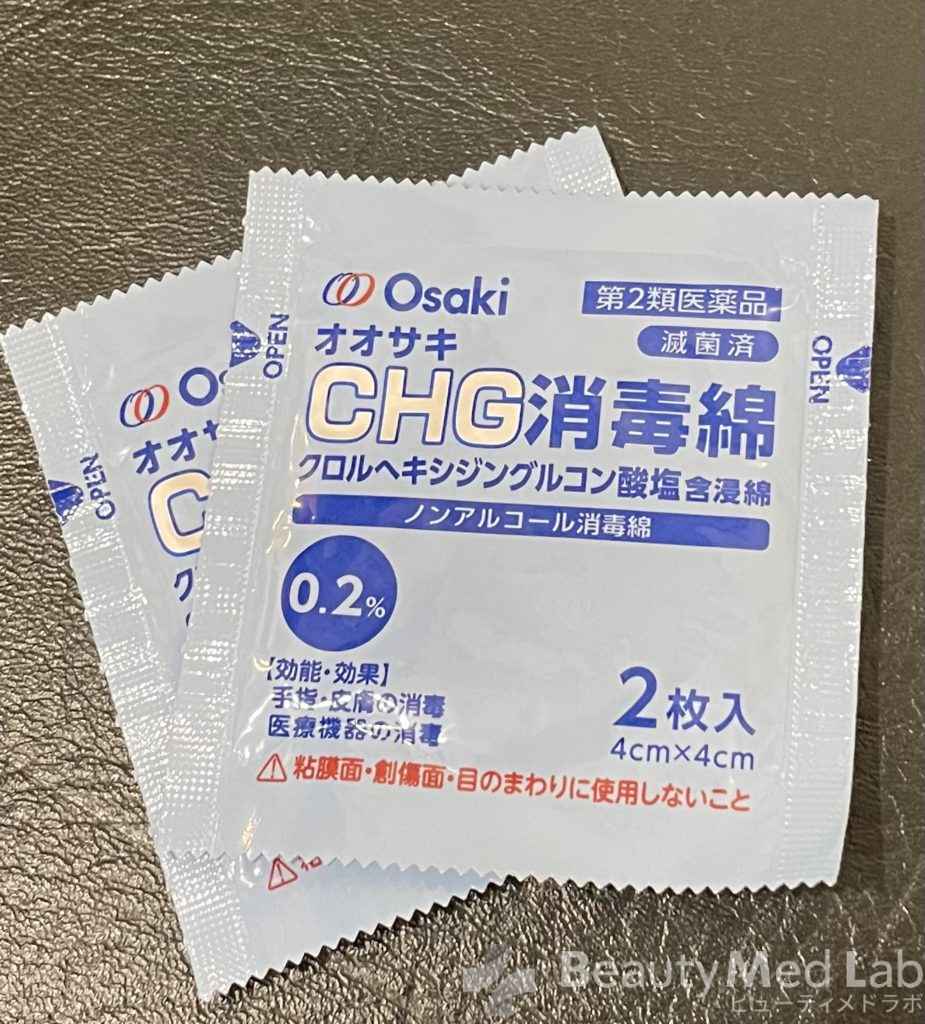 Osaki
第2類医薬品
滅菌済
オオサキ
CHG消毒綿
クロルヘキシジングルコン酸塩含浸綿
ノンアルコール消毒綿
0.2%
【効能・効果】
手指・皮膚の消毒
医療機器の消毒
2枚入
4cm×4cm
⚠粘膜面・創傷面・目のまわりに使用しないこと
OPEN
OPEN
Os
オオサ
C
ク
OPEN
⚠粘
Beauty Med Lab
ビューティメドラボ